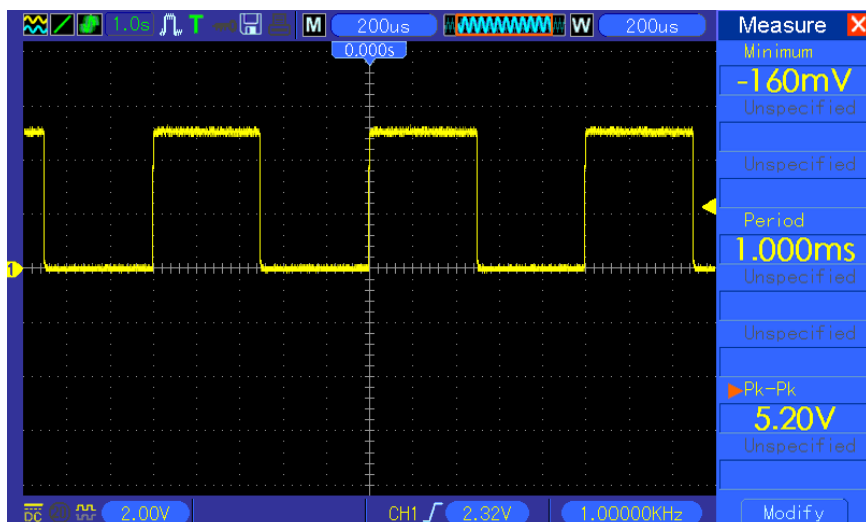 1.0s T M 200us W 200us Measure X
0.000s
Minimum
-160mV
Unspecified
Unspecified
Period
1.000ms
1
Unspecified
Unspecified
Pk-Pk
5.20V
Unspecified
DC 2.00V CH1 2.32V 1.00000KHz Modify